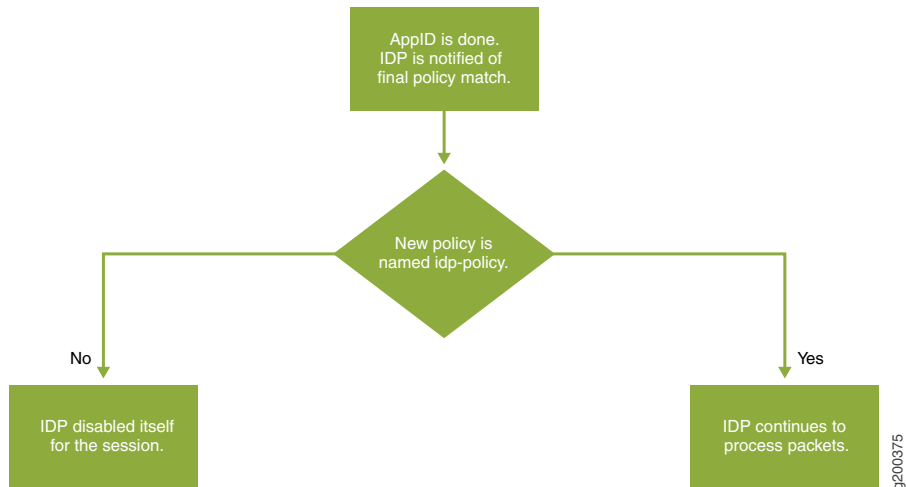 AppID is done.
IDP is notified of
final policy match.
New policy is
named idp-policy.
No
Yes
IDP disabled itself
for the session.
IDP continues to
process packets.
g200375